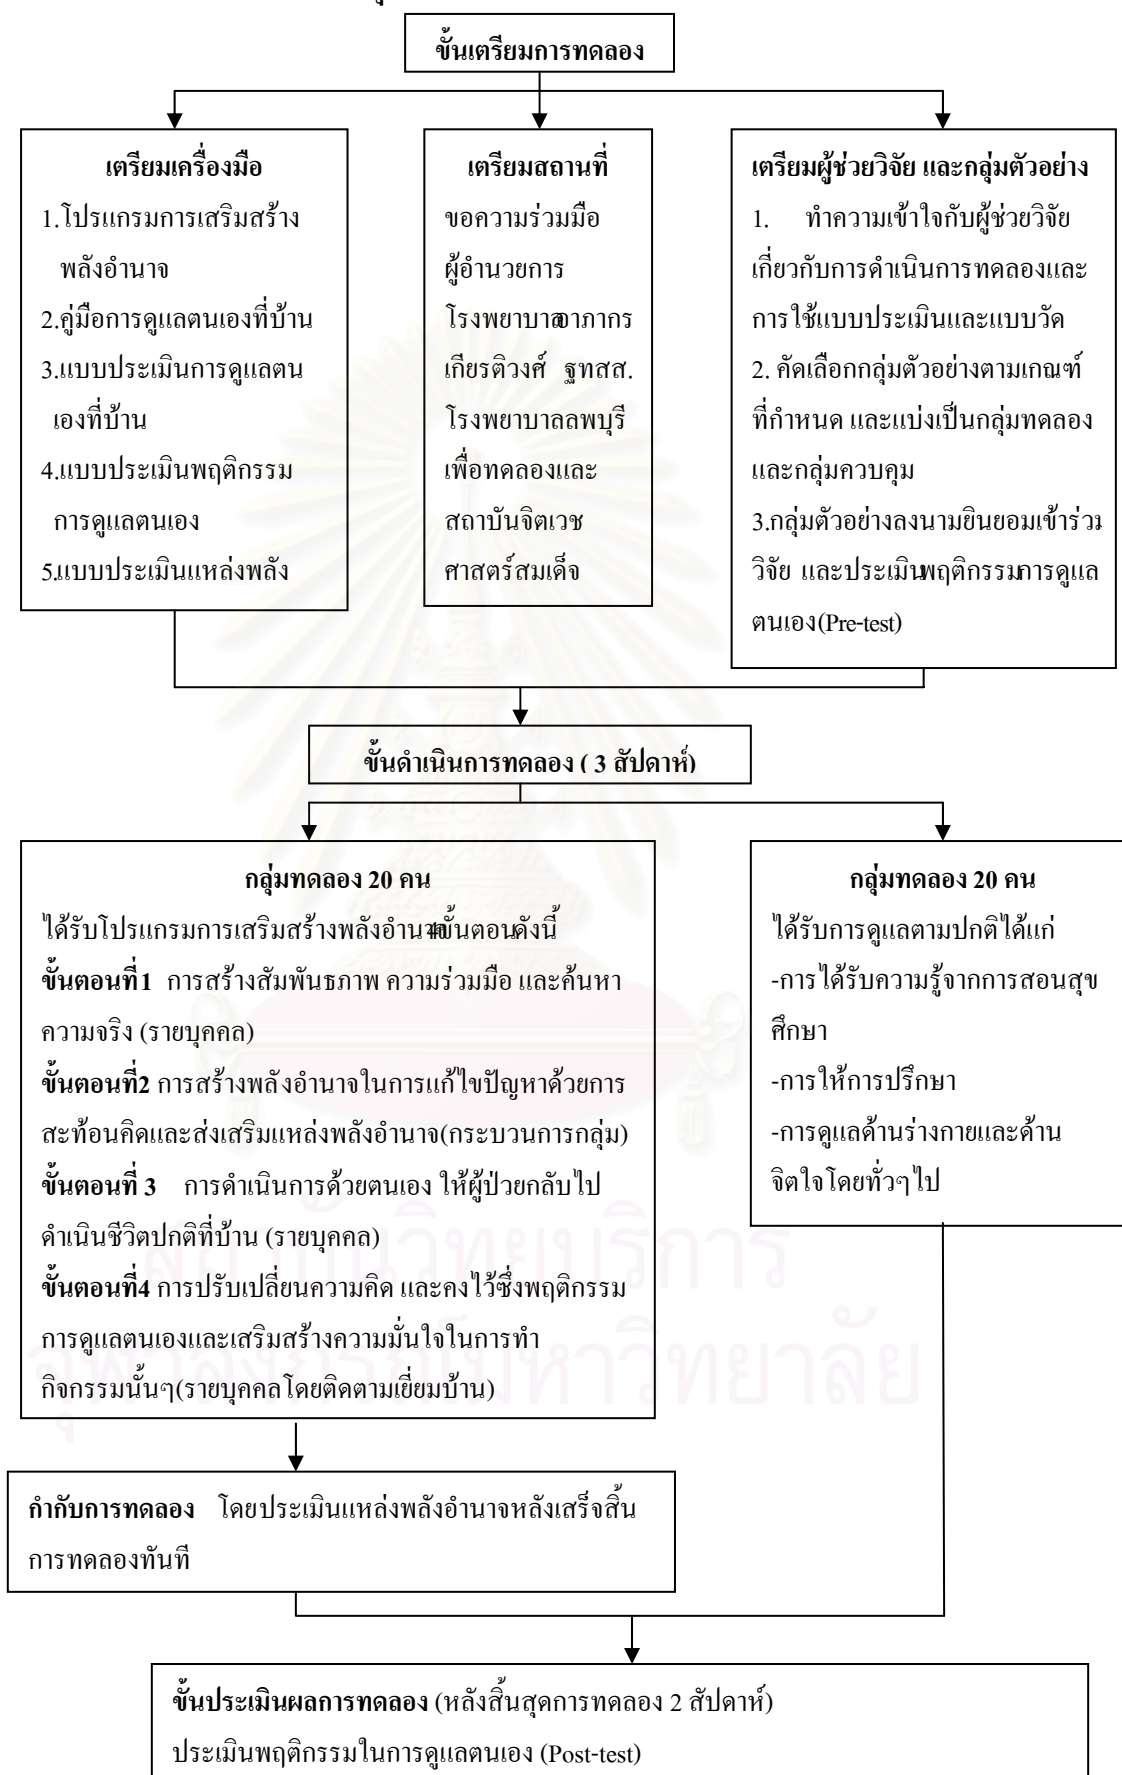 ขั้นเตรียมการทดลอง
เตรียมเครื่องมือ
1.โปรแกรมการเสริมสร้าง
พลังอำนาจ
2.คู่มือการดูแลตนเองที่บ้าน
3.แบบประเมินการดูแลตน
เองที่บ้าน
4.แบบประเมินพฤติกรรม
การดูแลตนเอง
5.แบบประเมินแหล่งพลัง
เตรียมสถานที่
ขอความร่วมมือ
ผู้อำนวยการ
โรงพยาบาลอาภากร
เกียรติวงศ์ ฐทสส.
โรงพยาบาลลพบุรี
เพื่อทดลองและ
สถาบันจิตเวช
ศาสตร์สมเด็จ
เตรียมผู้ช่วยวิจัย และกลุ่มตัวอย่าง
1. ทำความเข้าใจกับผู้ช่วยวิจัย
เกี่ยวกับการดำเนินการทดลองและ
การใช้แบบประเมินและแบบวัด
2. คัดเลือกกลุ่มตัวอย่างตามเกณฑ์
ที่กำหนด และแบ่งเป็นกลุ่มทดลอง
และกลุ่มควบคุม
3.กลุ่มตัวอย่างลงนามยินยอมเข้าร่วม
วิจัย และประเมินพฤติกรรมการดูแล
ตนเอง(Pre-test)
ขั้นดำเนินการทดลอง ( 3 สัปดาห์)
กลุ่มทดลอง 20 คน
ได้รับโปรแกรมการเสริมสร้างพลังอำนาจ4ขั้นตอนดังนี้
ขั้นตอนที่1 การสร้างสัมพันธภาพ ความร่วมมือ และค้นหา
ความจริง (รายบุคคล)
ขั้นตอนที่2 การสร้างพลังอำนาจในการแก้ไขปัญหาด้วยการ
สะท้อนคิดและส่งเสริมแหล่งพลังอำนาจ(กระบวนการกลุ่ม)
ขั้นตอนที่ 3 การดำเนินการด้วยตนเอง ให้ผู้ป่วยกลับไป
ดำเนินชีวิตปกติที่บ้าน (รายบุคคล)
ขั้นตอนที่4 การปรับเปลี่ยนความคิด และคงไว้ซึ่งพฤติกรรม
การดูแลตนเองและเสริมสร้างความมั่นใจในการทำ
กิจกรรมนั้นๆ(รายบุคคลโดยติดตามเยี่ยมบ้าน)
กลุ่มทดลอง 20 คน
ได้รับการดูแลตามปกติได้แก่
-การได้รับความรู้จากการสอนสุข
ศึกษา
-การให้การปรึกษา
-การดูแลด้านร่างกายและด้าน
จิตใจโดยทั่วๆไป
สถาบันวิทยบริการ
จุฬาลงกรณ์มหาวิทยาลัย
กำกับการทดลอง โดยประเมินแหล่งพลังอำนาจหลังเสร็จสิ้น
การทดลองทันที
ขั้นประเมินผลการทดลอง (หลังสิ้นสุดการทดลอง 2 สัปดาห์)
ประเมินพฤติกรรมในการดูแลตนเอง (Post-test)